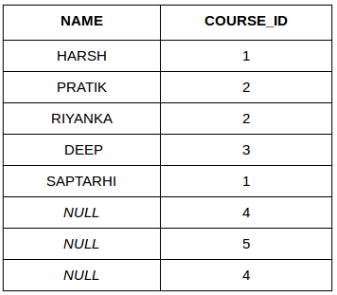 NAME COURSE_ID
HARSH 1
PRATIK 2
RIYANKA 2
DEEP 3
SAPTARHI 1
NULL 4
NULL 5
NULL 4